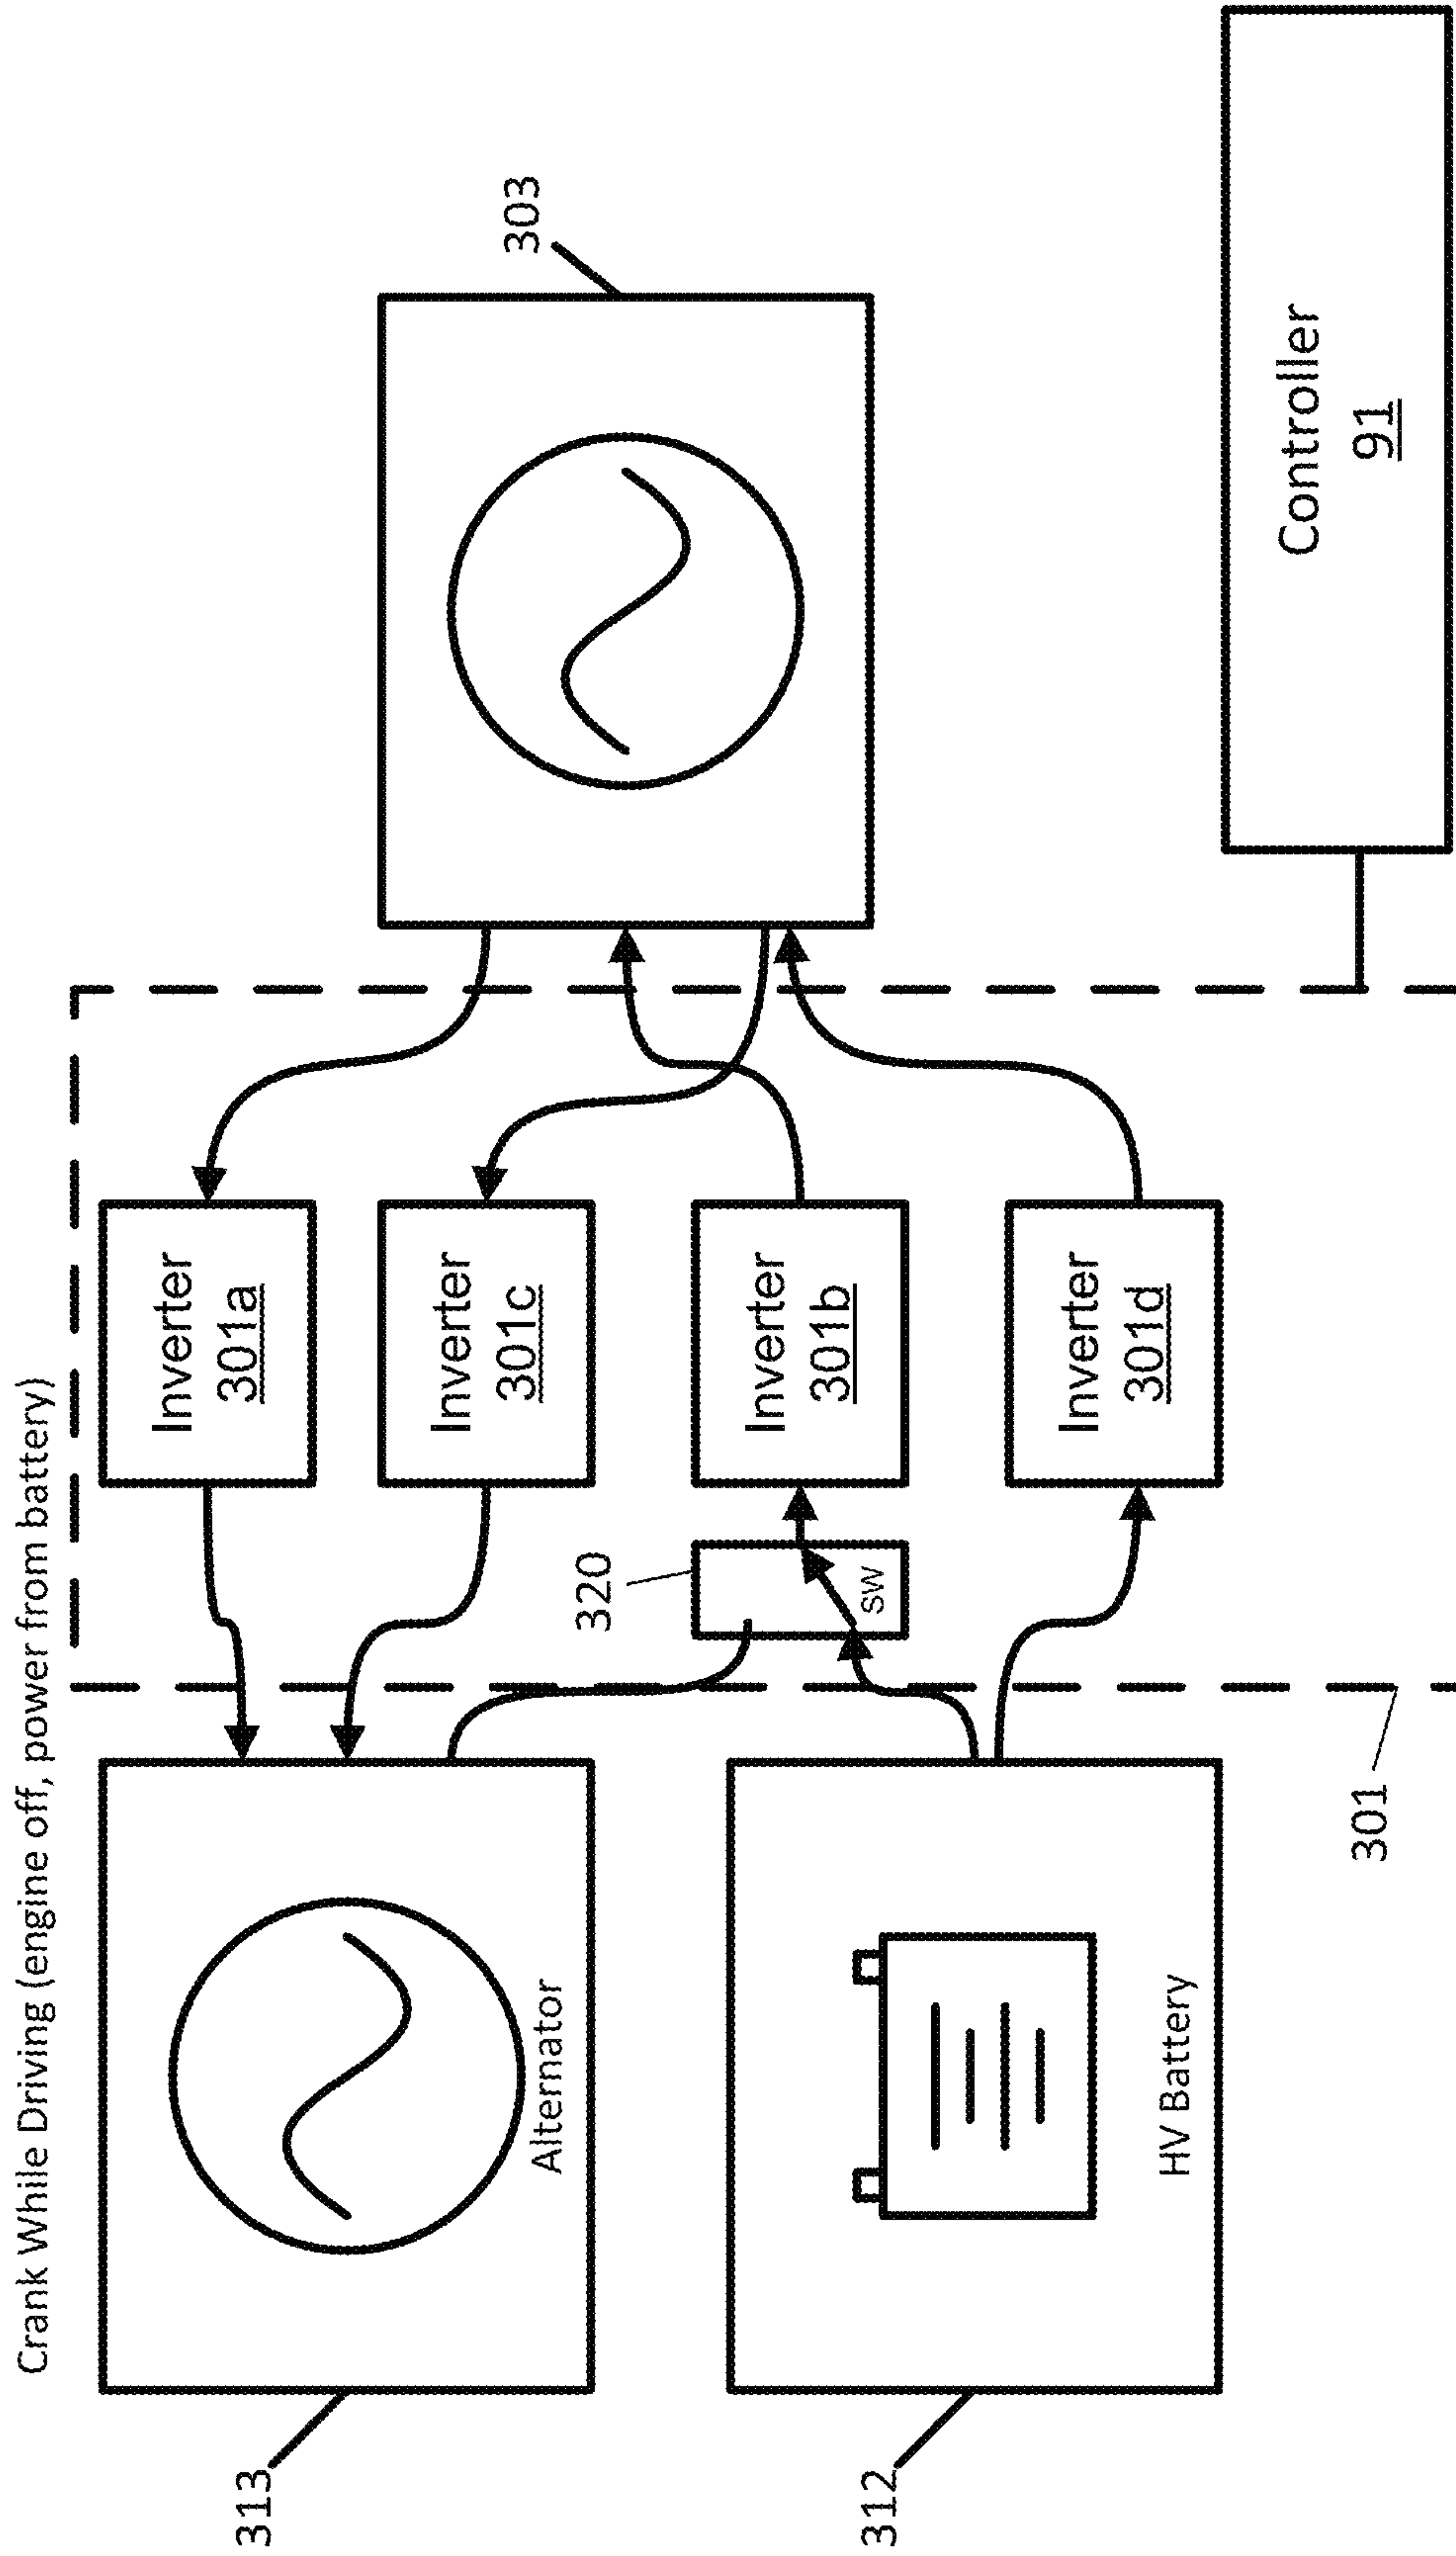 Crank While Driving (engine off, power from battery)
313
Alternator
312
HV Battery
301
320
SW
Inverter
301a
Inverter
301c
Inverter
301b
Inverter
301d
303
Controller
91